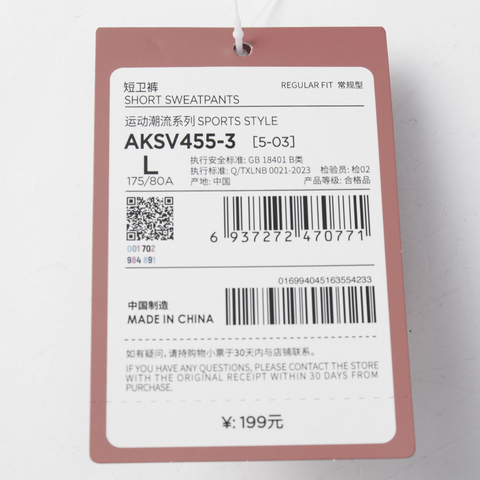 短卫裤
REGULAR FIT 常规型
SHORT SWEATPANTS
运动潮流系列 SPORTS STYLE
AKSV455-3 [5-03]
L
175/80A
执行安全标准: GB 18401 B类
执行标准: Q/TXLNB 0021-2023 检验员: 检02
产地: 中国 产品等级: 合格品
001 702
984 691
6 937272 470771
016994045163554233
中国制造
MADE IN CHINA
如有疑问,请持购物小票于30天内与店铺联系。
IF YOU HAVE ANY QUESTIONS, PLEASE CONTACT THE STORE
WITH THE ORIGINAL RECEIPT WITHIN 30 DAYS FROM
PURCHASE.
¥: 199元